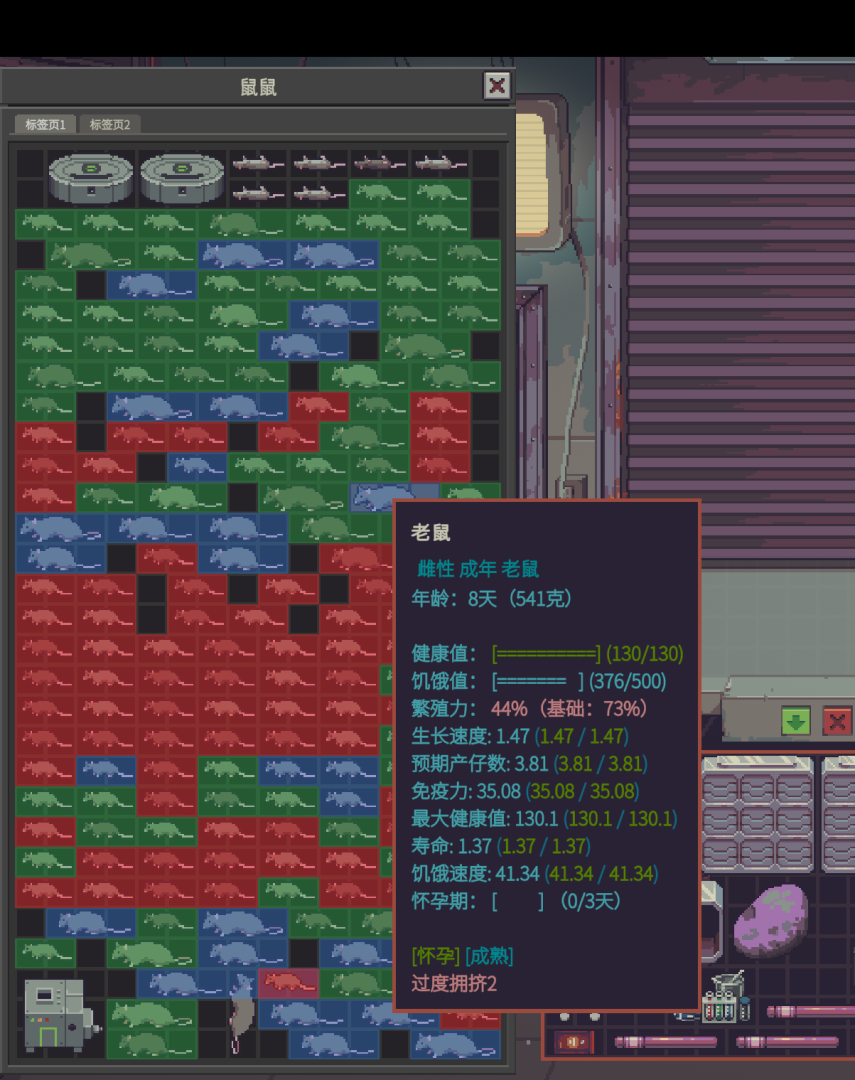 鼠鼠
标签页1 标签页2
老鼠
雌性 成年 老鼠
年龄：8天（541克）
健康值： [==========] (130/130)
饥饿值： [======= ] (376/500)
繁殖力： 44%（基础：73%）
生长速度: 1.47 (1.47 / 1.47)
预期产仔数: 3.81 (3.81 / 3.81)
免疫力: 35.08 (35.08 / 35.08)
最大健康值: 130.1 (130.1 / 130.1)
寿命: 1.37 (1.37 / 1.37)
饥饿速度: 41.34 (41.34 / 41.34)
怀孕期： [ ] （0/3天）
[怀孕] [成熟]
过度拥挤2